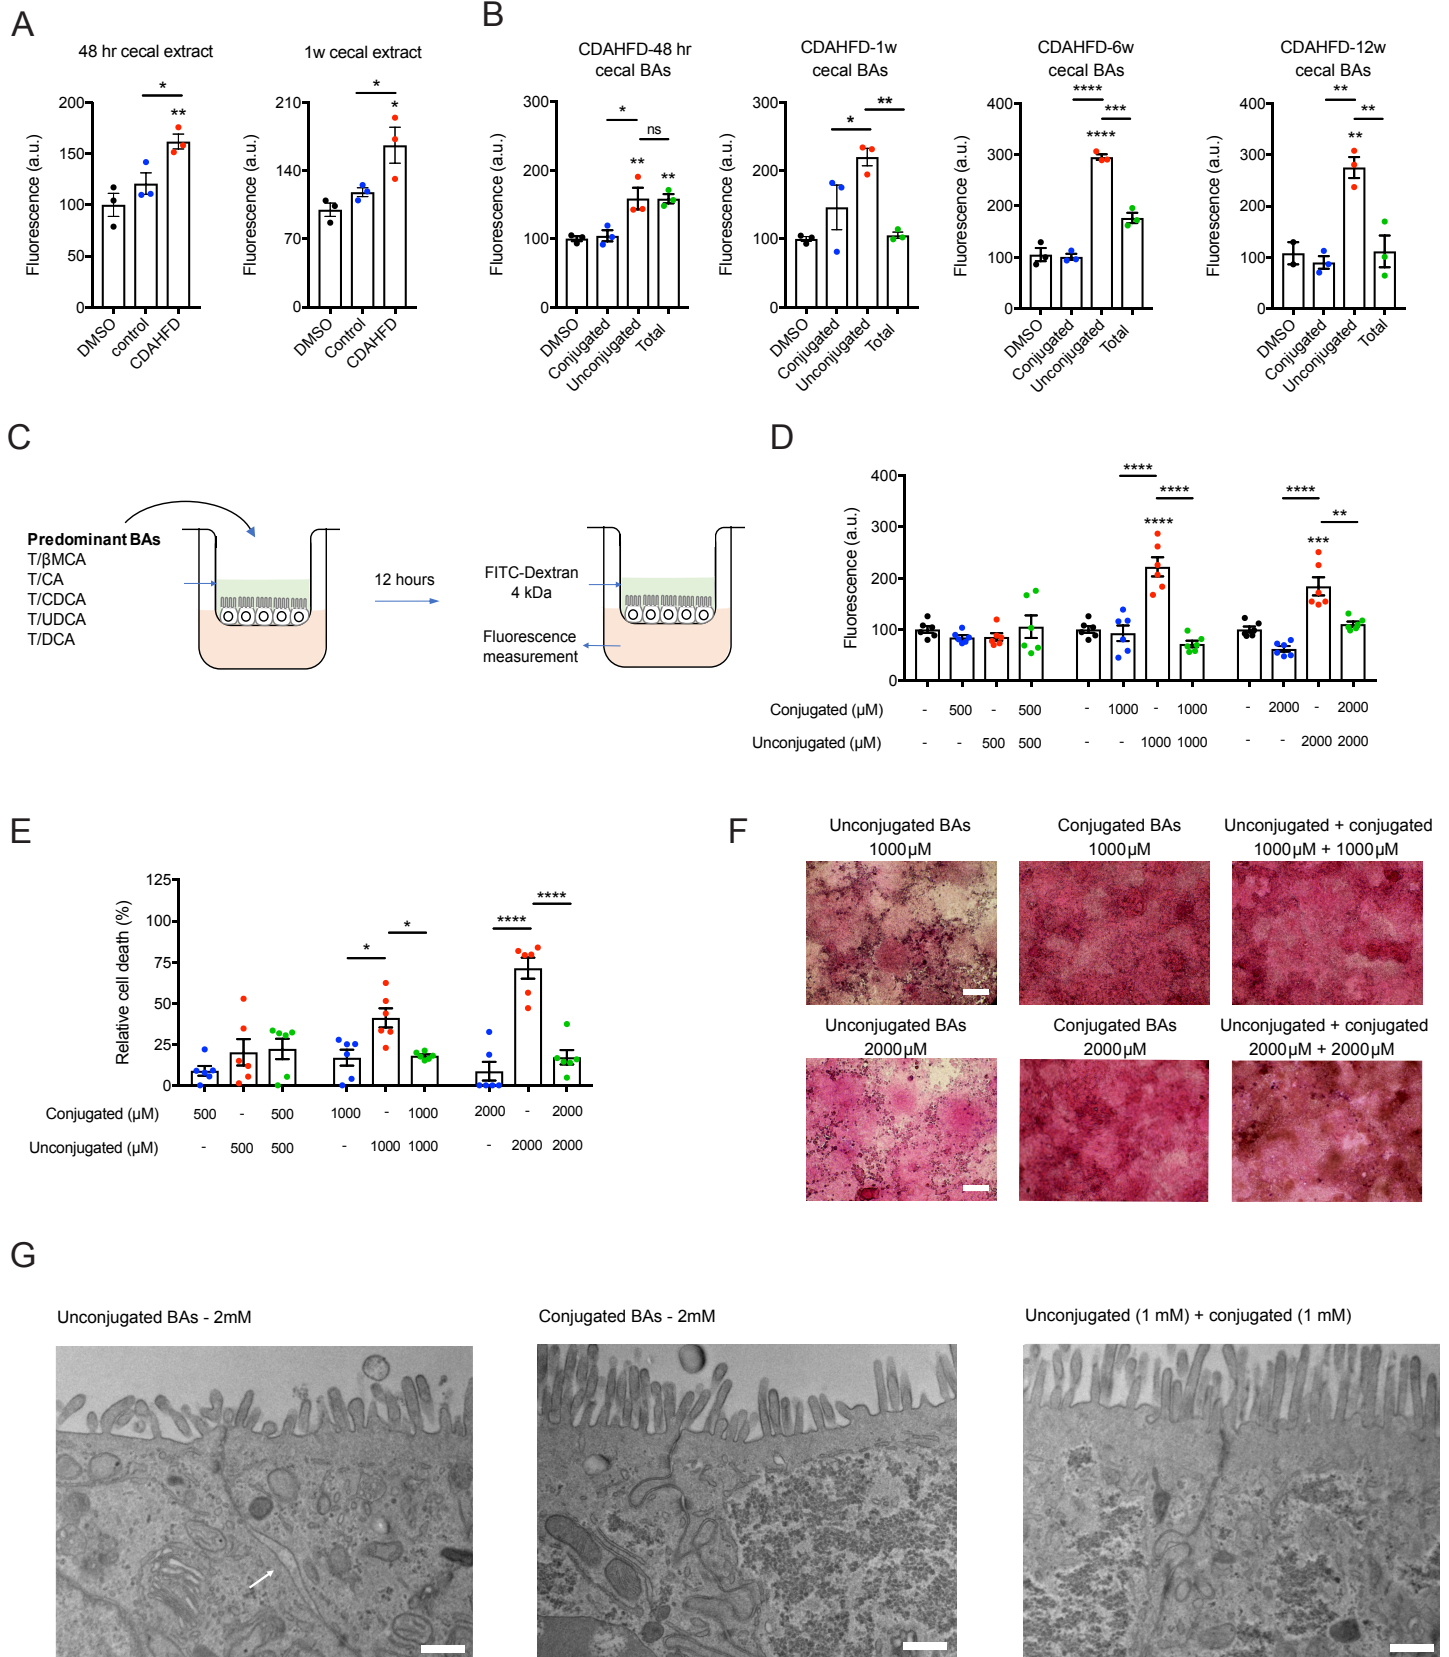 A
48 hr cecal extract
Fluorescence (a.u.)
200
150
100
50
0
*
**
DMSO
control
CDAHFD
1w cecal extract
Fluorescence (a.u.)
210
140
70
0
*
*
DMSO
Control
CDAHFD
B
CDAHFD-48 hr
cecal BAs
Fluorescence (a.u.)
300
200
100
0
*
ns
**
**
DMSO
Conjugated
Unconjugated
Total
CDAHFD-1w
cecal BAs
Fluorescence (a.u.)
300
200
100
0
**
*
DMSO
Conjugated
Unconjugated
Total
CDAHFD-6w
cecal BAs
Fluorescence (a.u.)
400
300
200
100
0
****
***
****
DMSO
Conjugated
Unconjugated
Total
CDAHFD-12w
cecal BAs
Fluorescence (a.u.)
400
300
200
100
0
**
**
**
DMSO
Conjugated
Unconjugated
Total
C
Predominant BAs
T/βMCA
T/CA
T/CDCA
T/UDCA
T/DCA
12 hours
FITC-Dextran
4 kDa
Fluorescence
measurement
D
Fluorescence (a.u.)
400
300
200
100
0
****
****
****
****
**
***
Conjugated (µM) - 500 - 500 - 1000 - 1000 - 2000 - 2000
Unconjugated (µM) - - 500 500 - - 1000 1000 - - 2000 2000
E
Relative cell death (%)
125
100
75
50
25
0
*
*
****
****
Conjugated (µM) 500 - 500 1000 - 1000 2000 - 2000
Unconjugated (µM) - 500 500 - 1000 1000 - 2000 2000
F
Unconjugated BAs
1000µM
Conjugated BAs
1000µM
Unconjugated + conjugated
1000µM + 1000µM
Unconjugated BAs
2000µM
Conjugated BAs
2000µM
Unconjugated + conjugated
2000µM + 2000µM
G
Unconjugated BAs - 2mM
Conjugated BAs - 2mM
Unconjugated (1 mM) + conjugated (1 mM)